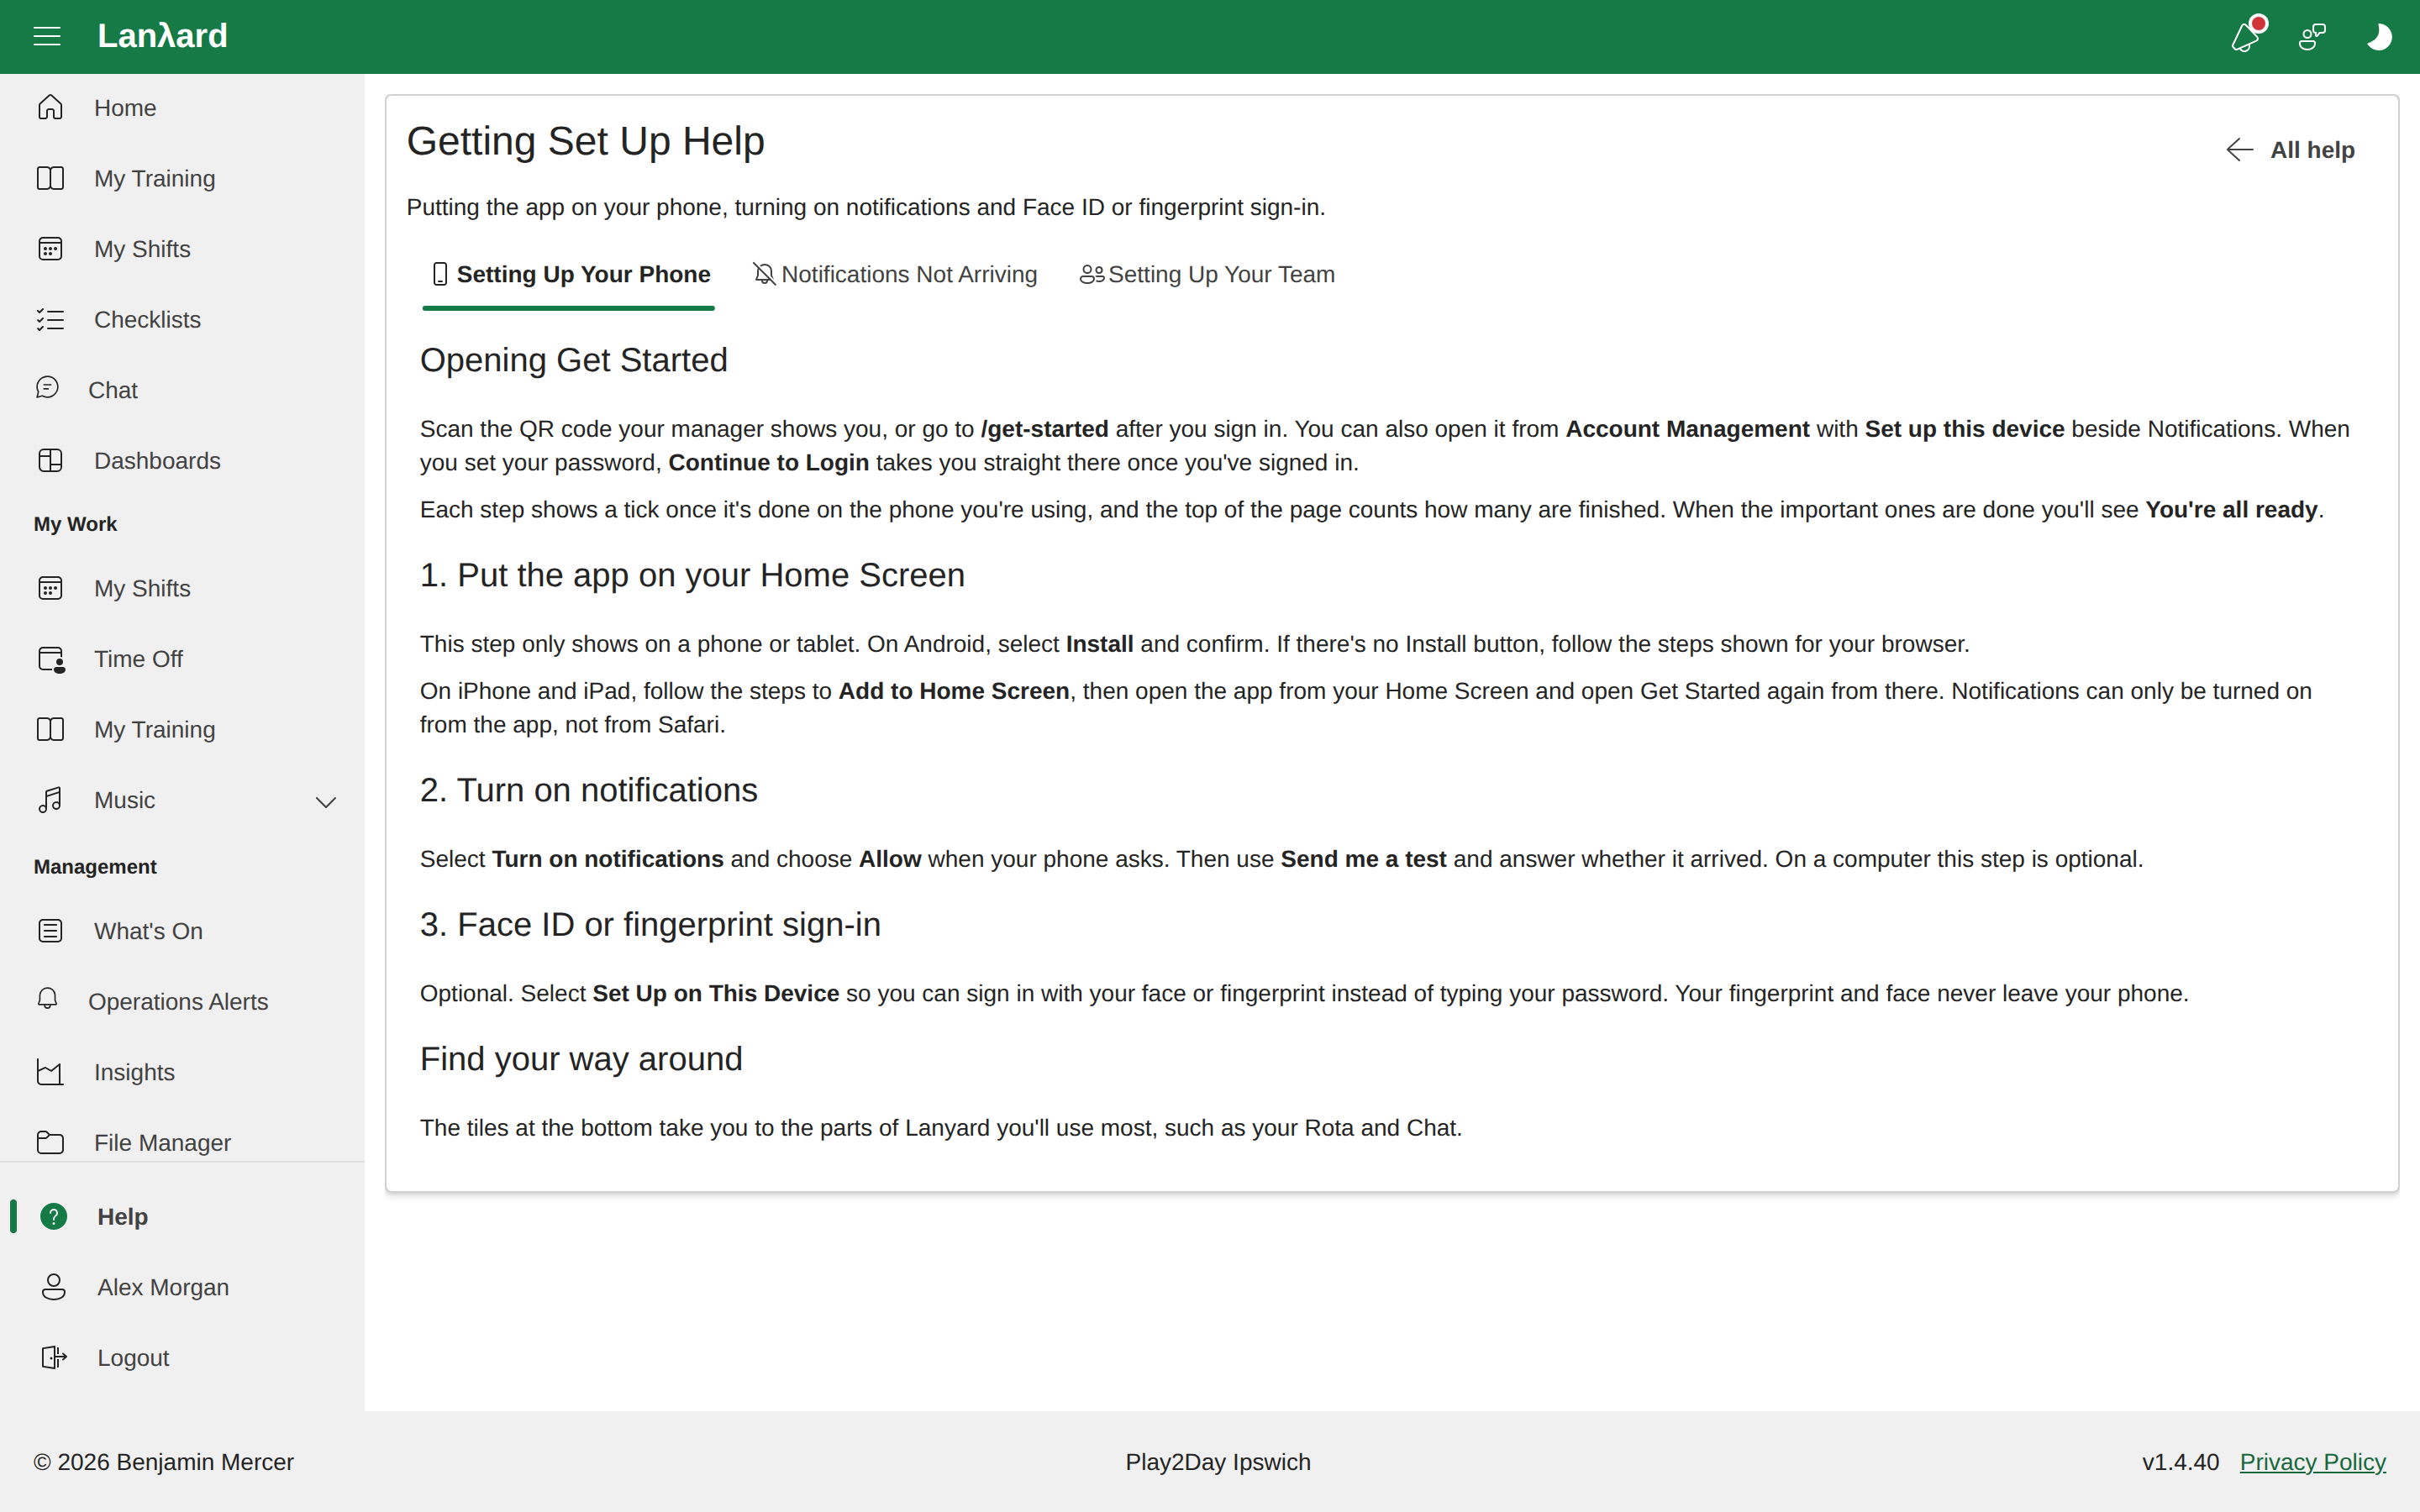 Lanλard
Home
My Training
My Shifts
Checklists
Chat
Dashboards
My Work
My Shifts
Time Off
My Training
Music
Management
What's On
Operations Alerts
Insights
File Manager
Help
Alex Morgan
Logout
Getting Set Up Help
All help
Putting the app on your phone, turning on notifications and Face ID or fingerprint sign-in.
Setting Up Your Phone
Notifications Not Arriving
Setting Up Your Team
Opening Get Started
Scan the QR code your manager shows you, or go to /get-started after you sign in. You can also open it from Account Management with Set up this device beside Notifications. When
you set your password, Continue to Login takes you straight there once you've signed in.
Each step shows a tick once it's done on the phone you're using, and the top of the page counts how many are finished. When the important ones are done you'll see You're all ready.
1. Put the app on your Home Screen
This step only shows on a phone or tablet. On Android, select Install and confirm. If there's no Install button, follow the steps shown for your browser.
On iPhone and iPad, follow the steps to Add to Home Screen, then open the app from your Home Screen and open Get Started again from there. Notifications can only be turned on
from the app, not from Safari.
2. Turn on notifications
Select Turn on notifications and choose Allow when your phone asks. Then use Send me a test and answer whether it arrived. On a computer this step is optional.
3. Face ID or fingerprint sign-in
Optional. Select Set Up on This Device so you can sign in with your face or fingerprint instead of typing your password. Your fingerprint and face never leave your phone.
Find your way around
The tiles at the bottom take you to the parts of Lanyard you'll use most, such as your Rota and Chat.
© 2026 Benjamin Mercer
Play2Day Ipswich
v1.4.40
Privacy Policy